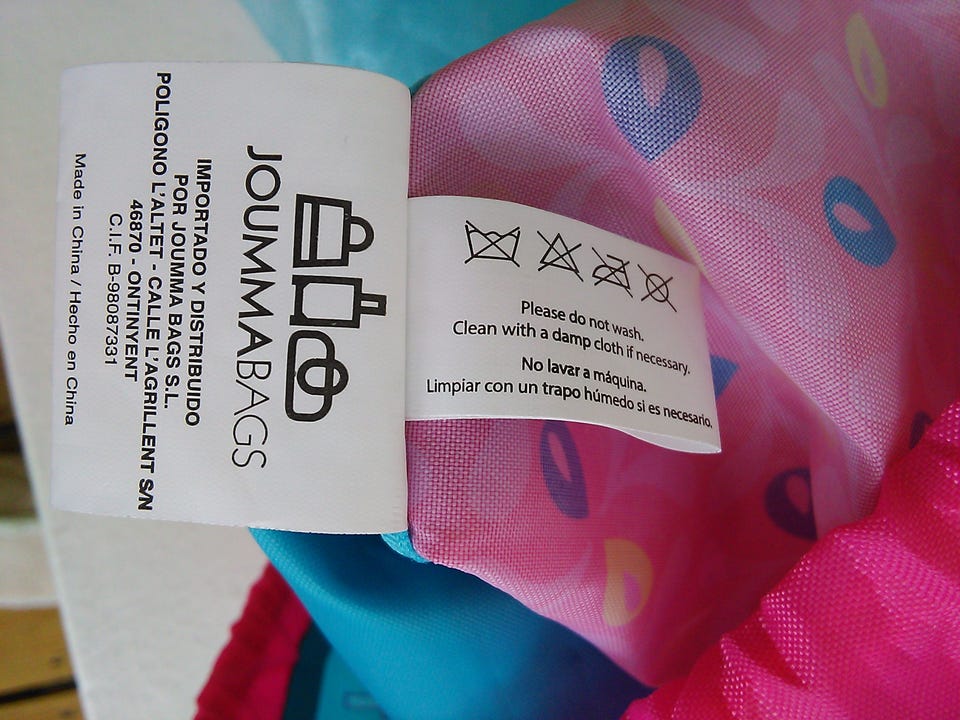 JOUMMABAGS
IMPORTADO Y DISTRIBUIDO
POR JOUMMA BAGS S.L.
POLIGONO L'ALTET - CALLE L'AGRILLENT S/N
46870 - ONTINYENT
C.I.F. B-98087331
Made in China / Hecho en China
Please do not wash.
Clean with a damp cloth if necessary.
No lavar a máquina.
Limpiar con un trapo húmedo si es necesario.